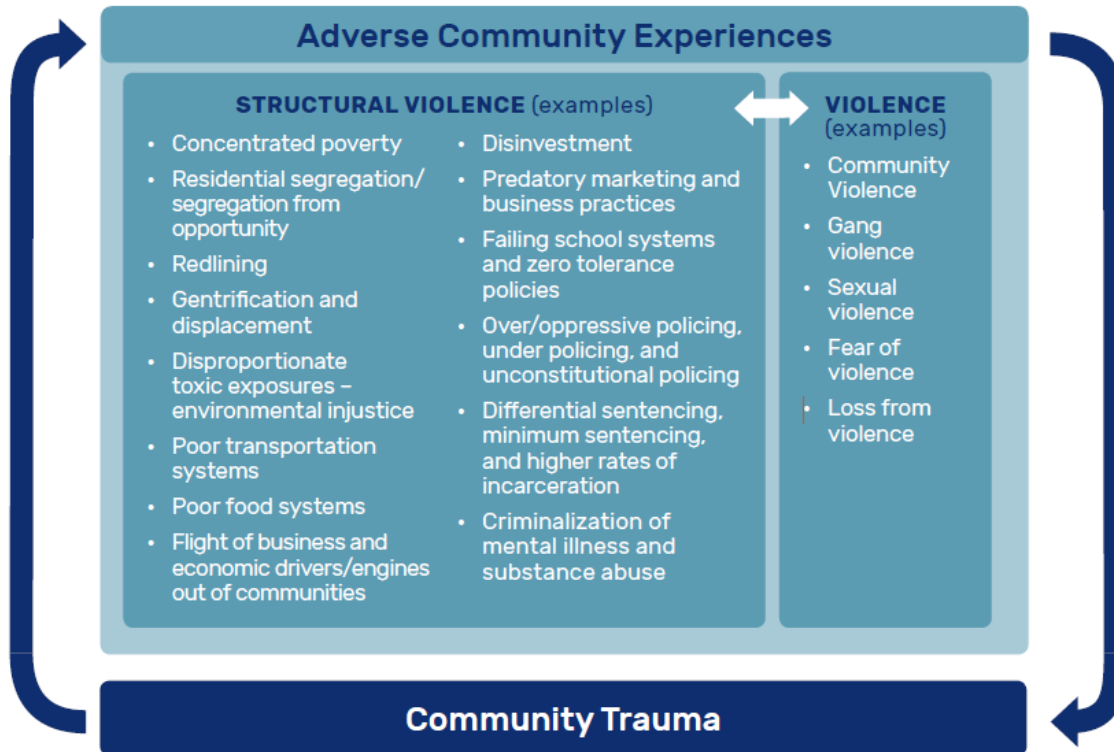 Adverse Community Experiences
STRUCTURAL VIOLENCE (examples)
• Concentrated poverty
• Residential segregation/
segregation from
opportunity
• Redlining
• Gentrification and
displacement
• Disproportionate
toxic exposures –
environmental injustice
• Poor transportation
systems
• Poor food systems
• Flight of business and
economic drivers/engines
out of communities
• Disinvestment
• Predatory marketing and
business practices
• Failing school systems
and zero tolerance
policies
• Over/oppressive policing,
under policing, and
unconstitutional policing
• Differential sentencing,
minimum sentencing,
and higher rates of
incarceration
• Criminalization of
mental illness and
substance abuse
VIOLENCE
(examples)
• Community
Violence
• Gang
violence
• Sexual
violence
• Fear of
violence
• Loss from
violence
Community Trauma